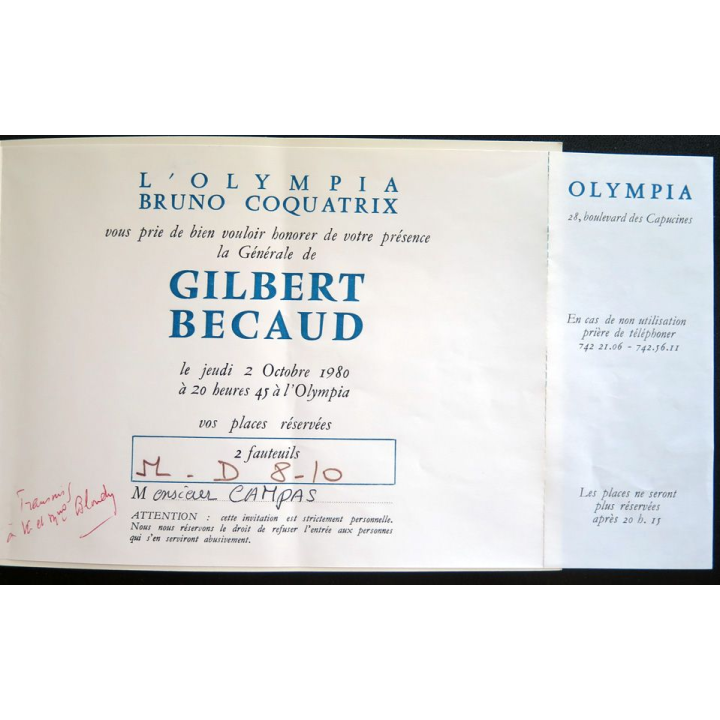 L'OLYMPIA
BRUNO COQUATRIX
vous prie de bien vouloir honorer de votre présence
la Générale de
GILBERT
BECAUD
le jeudi 2 Octobre 1980
à 20 heures 45 à l'Olympia
vos places réservées
2 fauteuils
M - D 8-10
Monsieur CAMPAS
ATTENTION : cette invitation est strictement personnelle.
Nous nous réservons le droit de refuser l'entrée aux personnes
qui s'en serviront abusivement.
Transmis
à M. et Mme Blondy
OLYMPIA
28, boulevard des Capucines
En cas de non utilisation
prière de téléphoner
742 21.06 - 742.56.11
Les places ne seront
plus réservées
après 20 h. 15